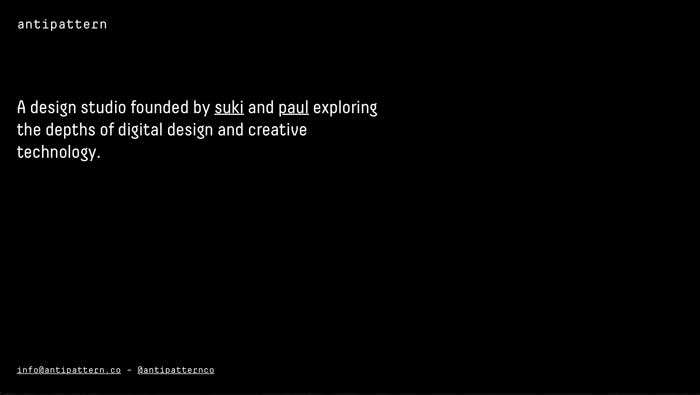 antipattern
A design studio founded by suki and paul exploring
the depths of digital design and creative
technology.
info@antipattern.co - @antipatternco